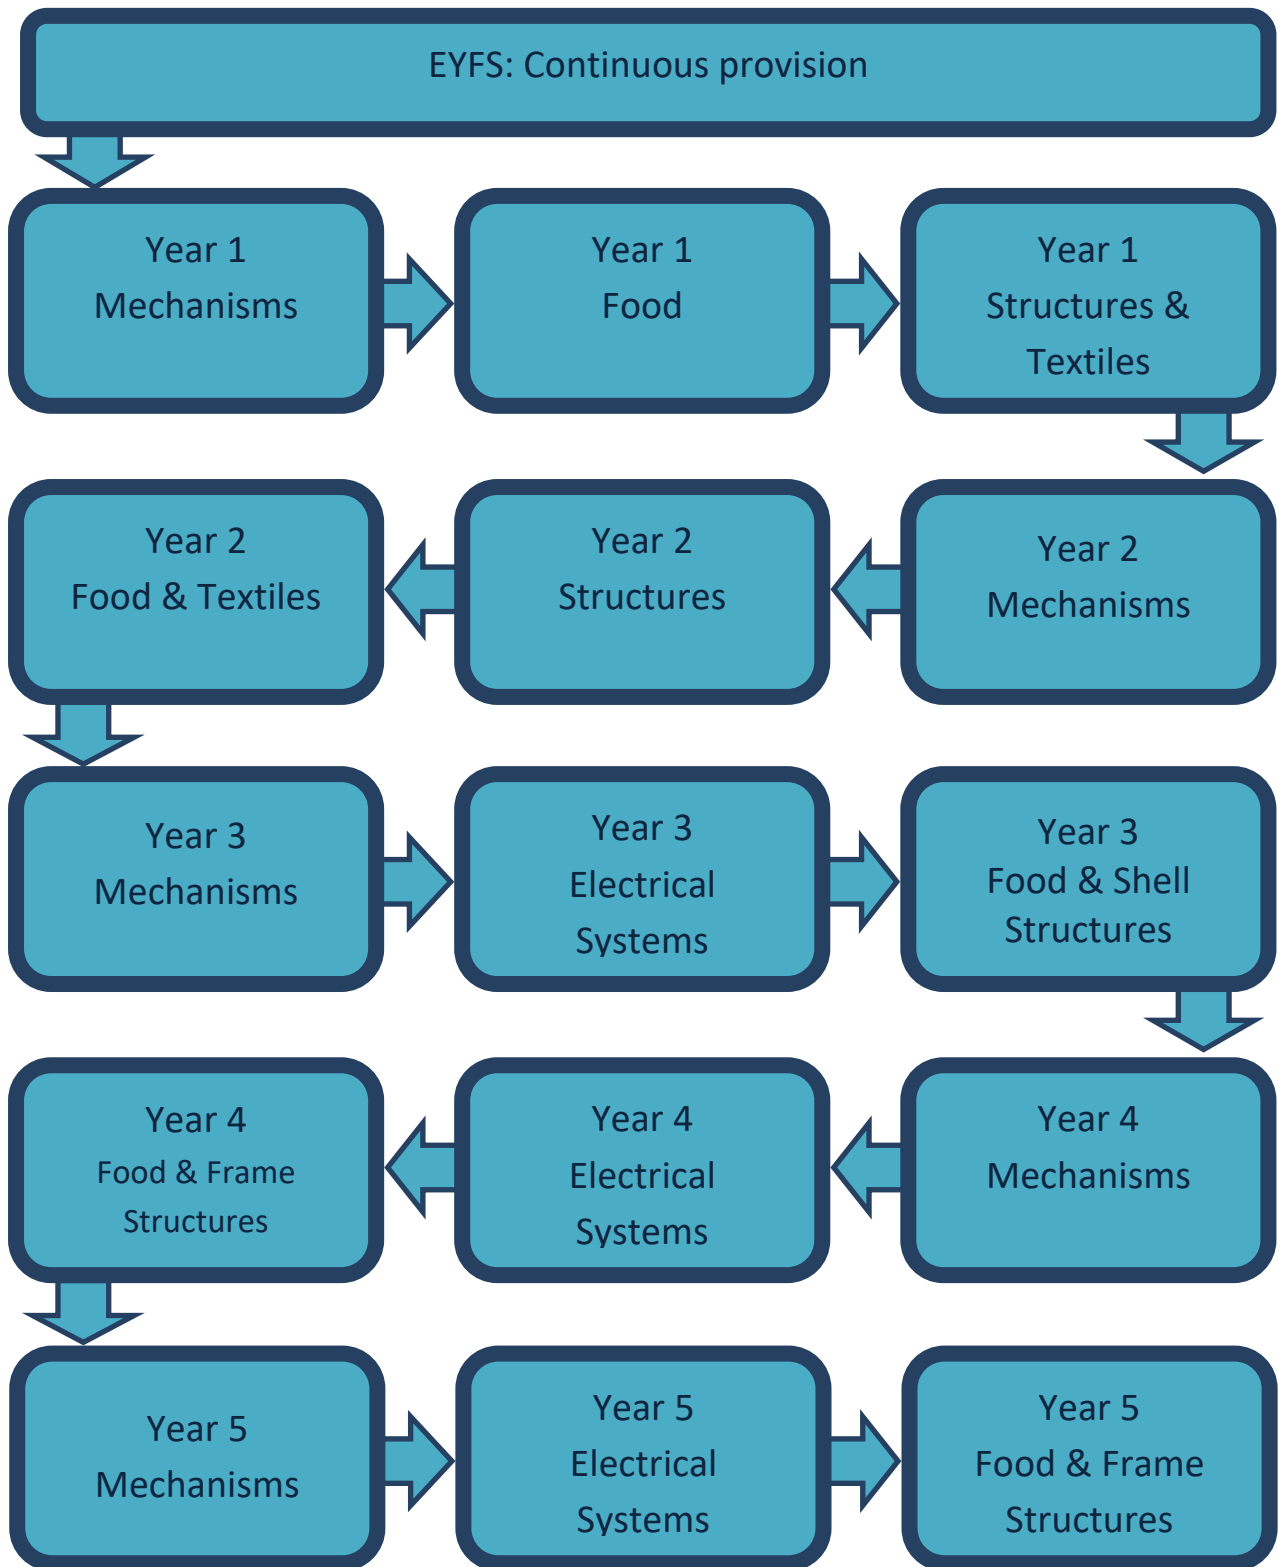 EYFS: Continuous provision
Year 1
Mechanisms
Year 1
Food
Year 1
Structures &
Textiles
Year 2
Food & Textiles
Year 2
Structures
Year 2
Mechanisms
Year 3
Mechanisms
Year 3
Electrical
Systems
Year 3
Food & Shell
Structures
Year 4
Food & Frame
Structures
Year 4
Electrical
Systems
Year 4
Mechanisms
Year 5
Mechanisms
Year 5
Electrical
Systems
Year 5
Food & Frame
Structures